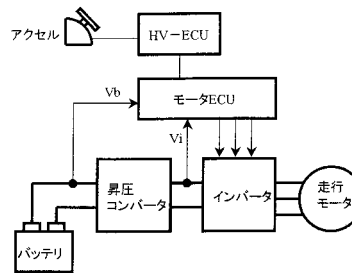 アクセル
HV－ECU
モータECU
Vb
Vi
昇圧
コンバータ
インバータ
走行
モータ
バッテリ